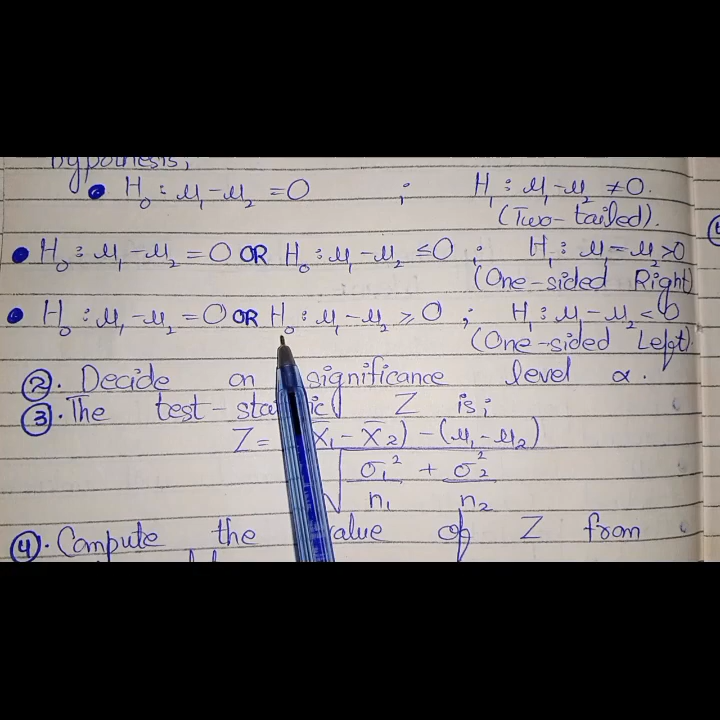 hypothesis,
• H₀ : μ₁ - μ₂ = 0 ; H₁ : μ₁ - μ₂ ≠ 0.
(Two-tailed).
• H₀ : μ₁ - μ₂ = 0 OR H₀ : μ₁ - μ₂ ≤ 0 ; H₁ : μ₁ - μ₂ > 0
(One-sided Right)
• H₀ : μ₁ - μ₂ = 0 OR H₀ : μ₁ - μ₂ ≥ 0 ; H₁ : μ₁ - μ₂ < 0
(One-sided Left).
②. Decide on significance level α.
③. The Z is;
Z = X̄₁ - X̄₂) - (μ₁ - μ₂)
√ σ₁² + σ₂²
n₁ n₂
④. Compute the value of Z from